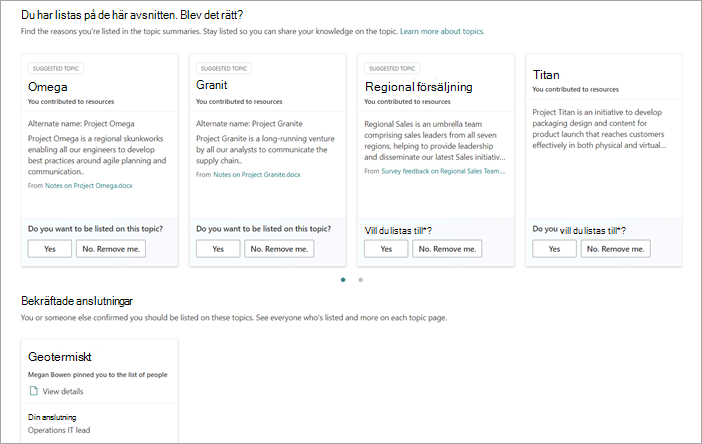 Du har listas på de här avsnitten. Blev det rätt?
Find the reasons you're listed in the topic summaries. Stay listed so you can share your knowledge on the topic. Learn more about topics.
SUGGESTED TOPIC
Omega
You contributed to resources
Alternate name: Project Omega
Project Omega is a regional skunkworks
enabling all our engineers to develop
best practices around agile planning and
communication..
From Notes on Project Omega.docx
Do you want to be listed on this topic?
Yes
No. Remove me.
SUGGESTED TOPIC
Granit
You contributed to resources
Alternate name: Project Granite
Project Granite is a long-running venture
by all our analysts to communicate the
supply chain..
From Notes on Project Granite.docx
Do you want to be listed on this topic?
Yes
No. Remove me.
SUGGESTED TOPIC
Regional försäljning
You contributed to resources
Regional Sales is an umbrella team
comprising sales leaders from all seven
regions, helping to provide leadership
and disseminate our latest Sales initiativ...
From Survey feedback on Regional Sales Team....
Vill du listas till*?
Yes
No. Remove me.
Titan
You contributed to resources
Project Titan is an initiative to develop
packaging design and content for
product launch that reaches customers
effectively in both physical and virtual...
Do you vill du listas till*?
Yes
No. Remove me.
Bekräftade anslutningar
You or someone else confirmed you should be listed on these topics. See everyone who's listed and more on each topic page.
Geotermiskt
Megan Bowen pinned you to the list of people
View details
Din anslutning
Operations IT lead